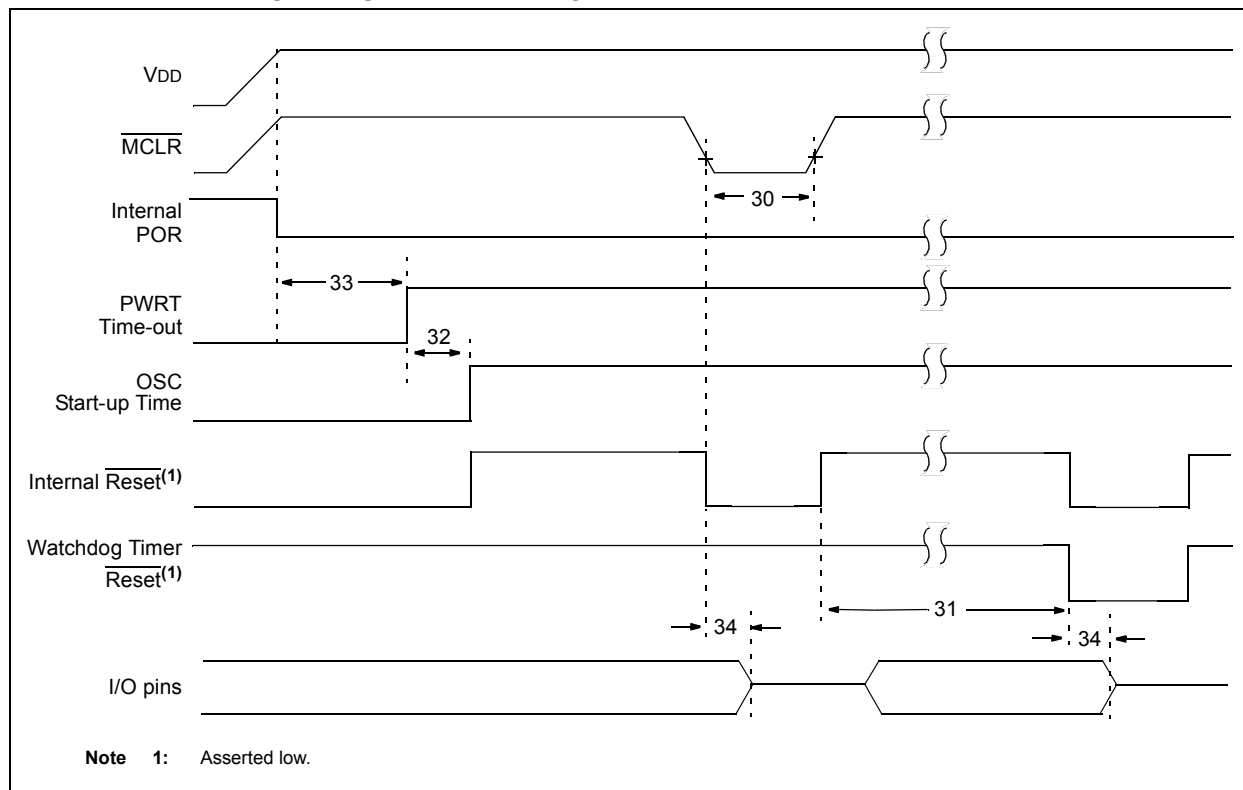 VDD
MCLR
30
Internal
POR
33
PWRT
Time-out
32
OSC
Start-up Time
Internal Reset(1)
Watchdog Timer
Reset(1)
31
34
34
I/O pins
Note 1: Asserted low.